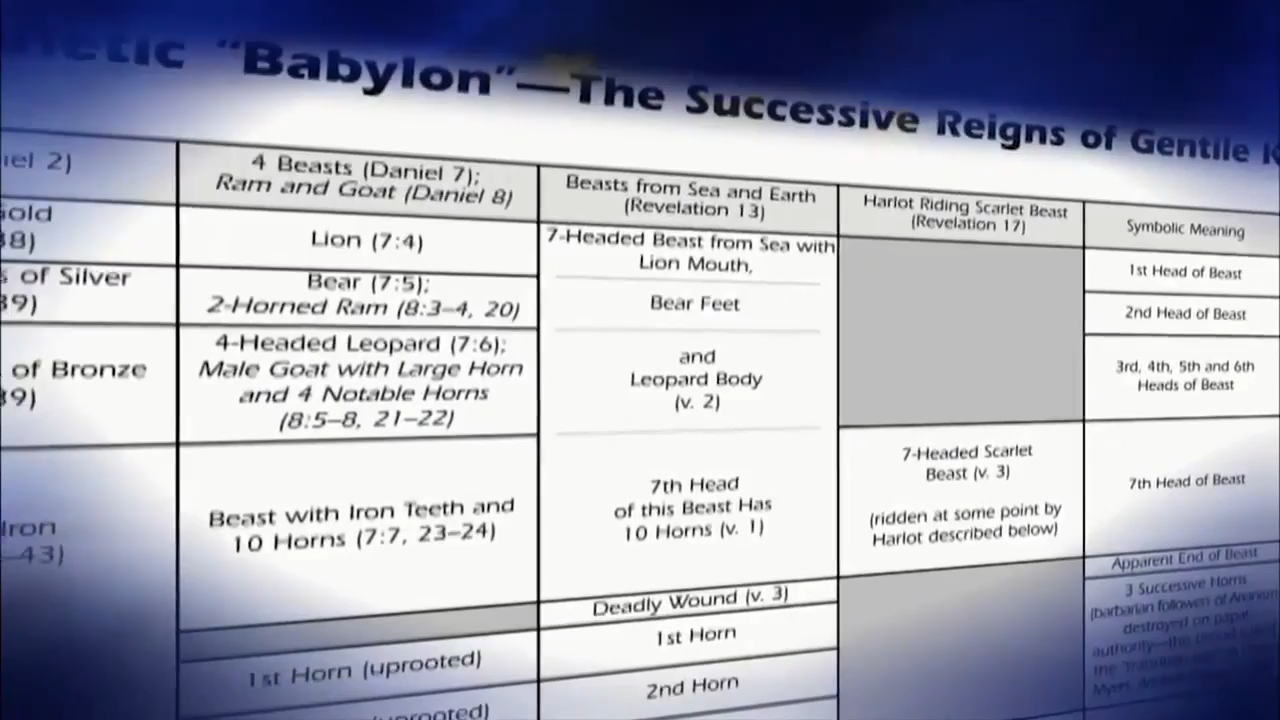 "Babylon"—The Successive Reigns of Gentile
iel 2)
4 Beasts (Daniel 7);
Ram and Goat (Daniel 8)
Beasts from Sea and Earth
(Revelation 13)
Harlot Riding Scarlet Beast
(Revelation 17)
Symbolic Meaning
Gold
38)
Lion (7:4)
7-Headed Beast from Sea with
Lion Mouth,
1st Head of Beast
of Silver
39)
Bear (7:5);
2-Horned Ram (8:3–4, 20)
Bear Feet
2nd Head of Beast
of Bronze
39)
4-Headed Leopard (7:6);
Male Goat with Large Horn
and 4 Notable Horns
(8:5–8, 21–22)
and
Leopard Body
(v. 2)
3rd, 4th, 5th and 6th
Heads of Beast
Iron
–43)
Beast with Iron Teeth and
10 Horns (7:7, 23–24)
7th Head
of this Beast Has
10 Horns (v. 1)
7-Headed Scarlet
Beast (v. 3)
(ridden at some point by
Harlot described below)
7th Head of Beast
Deadly Wound (v. 3)
Apparent End of Beast
1st Horn (uprooted)
1st Horn
3 Successive Horns
(barbarian
destroyed on papal
2nd Horn
uprooted)